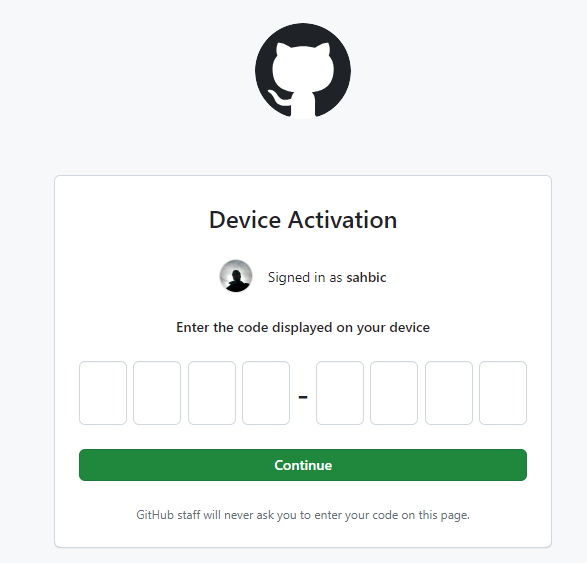 Device Activation
Signed in as sahbic
Enter the code displayed on your device
-
Continue
GitHub staff will never ask you to enter your code on this page.